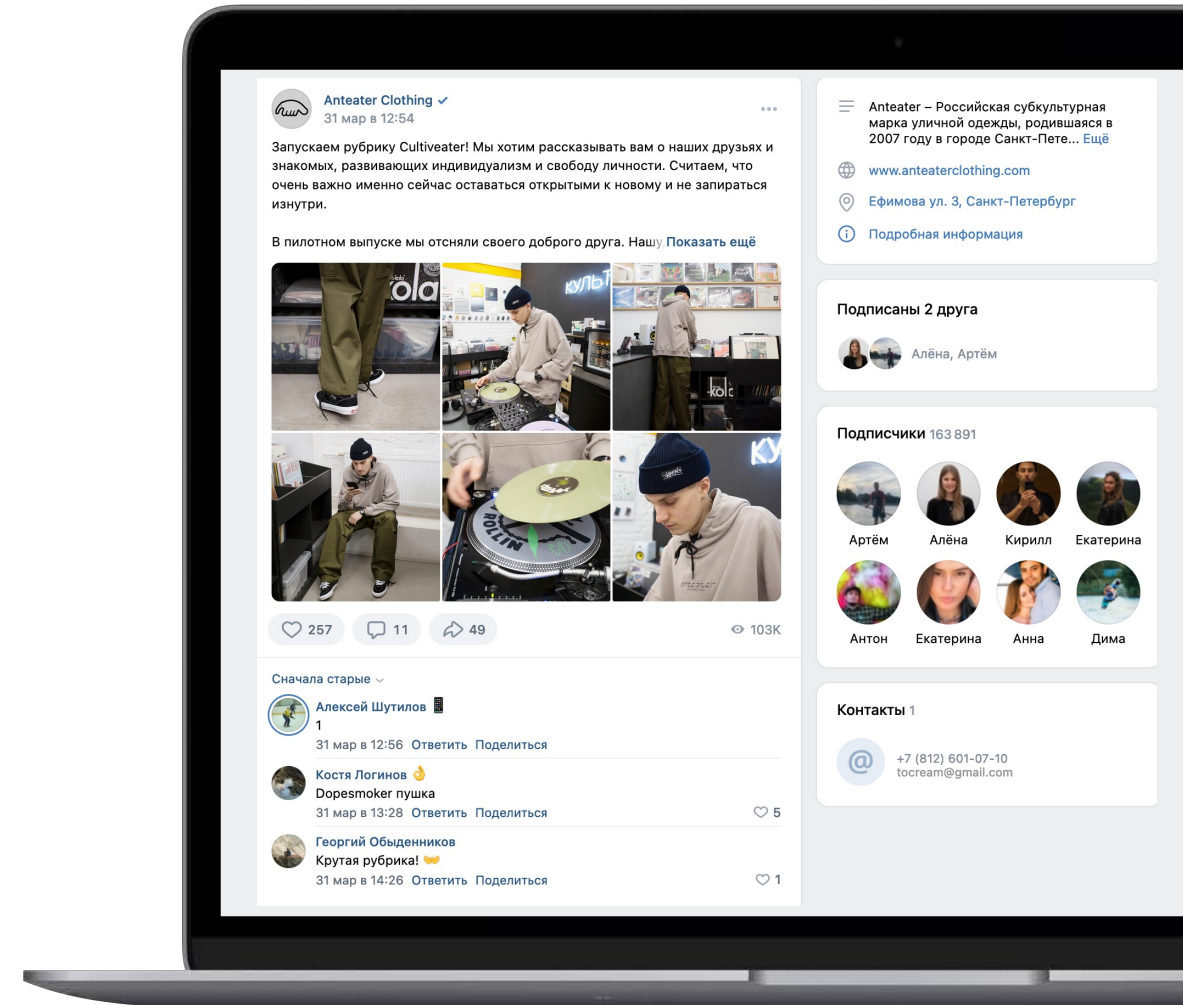 Anteater Clothing
31 мар в 12:54
Запускаем рубрику Cultiveater! Мы хотим рассказывать вам о наших друзьях и
знакомых, развивающих индивидуализм и свободу личности. Считаем, что
очень важно именно сейчас оставаться открытыми к новому и не запираться
изнутри.
В пилотном выпуске мы отсняли своего доброго друга. Нашу Показать ещё
kola
КУЛЬТ
kola
ROLLIN
КУ
257
11
49
103K
Сначала старые
Алексей Шутилов
1
31 мар в 12:56 Ответить Поделиться
Костя Логинов 👌
Dopesmoker пушка
31 мар в 13:28 Ответить Поделиться
5
Георгий Обыденников
Крутая рубрика! 🤝
31 мар в 14:26 Ответить Поделиться
1
Anteater – Российская субкультурная
марка уличной одежды, родившаяся в
2007 году в городе Санкт-Пете... Ещё
www.anteaterclothing.com
Ефимова ул. 3, Санкт-Петербург
Подробная информация
Подписаны 2 друга
Алёна, Артём
Подписчики 163 891
Артём
Алёна
Кирилл
Екатерина
Антон
Екатерина
Анна
Дима
Контакты 1
@
+7 (812) 601-07-10
tocream@gmail.com